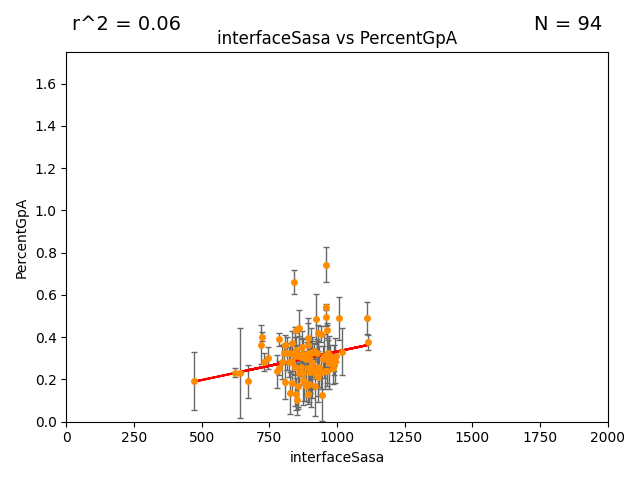 r^2 = 0.06
N = 94
interfaceSasa vs PercentGpA
PercentGpA
1.6
1.4
1.2
1.0
0.8
0.6
0.4
0.2
0.0
0 250 500 750 1000 1250 1500 1750 2000
interfaceSasa